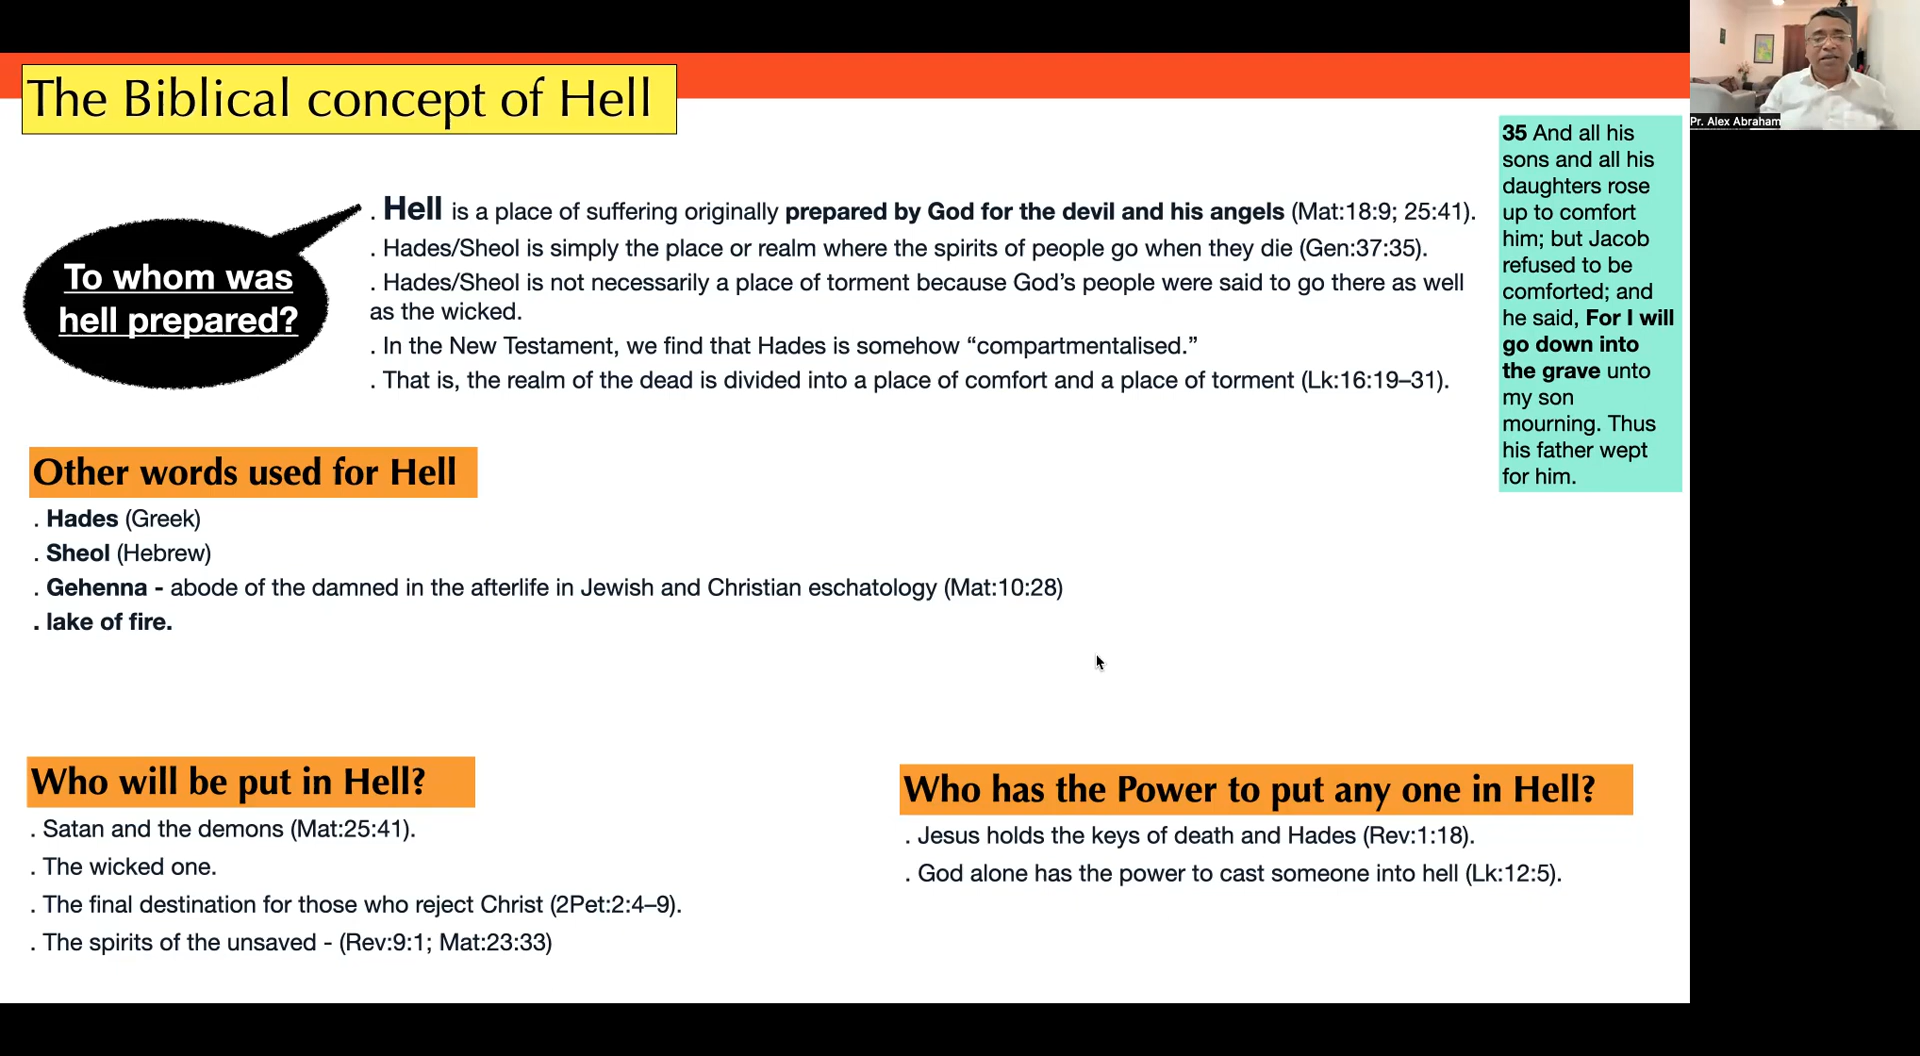 The Biblical concept of Hell
Pr. Alex Abraham
To whom was
hell prepared?
. Hell is a place of suffering originally prepared by God for the devil and his angels (Mat:18:9; 25:41).
. Hades/Sheol is simply the place or realm where the spirits of people go when they die (Gen:37:35).
. Hades/Sheol is not necessarily a place of torment because God’s people were said to go there as well
as the wicked.
. In the New Testament, we find that Hades is somehow “compartmentalised.”
. That is, the realm of the dead is divided into a place of comfort and a place of torment (Lk:16:19–31).
35 And all his
sons and all his
daughters rose
up to comfort
him; but Jacob
refused to be
comforted; and
he said, For I will
go down into
the grave unto
my son
mourning. Thus
his father wept
for him.
Other words used for Hell
. Hades (Greek)
. Sheol (Hebrew)
. Gehenna - abode of the damned in the afterlife in Jewish and Christian eschatology (Mat:10:28)
. lake of fire.
Who will be put in Hell?
. Satan and the demons (Mat:25:41).
. The wicked one.
. The final destination for those who reject Christ (2Pet:2:4–9).
. The spirits of the unsaved - (Rev:9:1; Mat:23:33)
Who has the Power to put any one in Hell?
. Jesus holds the keys of death and Hades (Rev:1:18).
. God alone has the power to cast someone into hell (Lk:12:5).